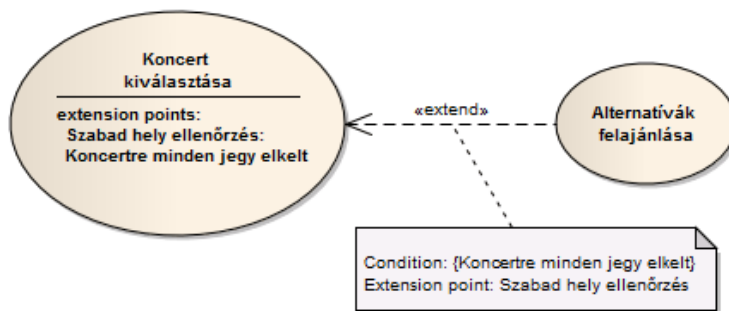 Koncert
kiválasztása
extension points:
Szabad hely ellenőrzés:
Koncertre minden jegy elkelt
«extend»
Alternatívák
felajánlása
Condition: {Koncertre minden jegy elkelt}
Extension point: Szabad hely ellenőrzés